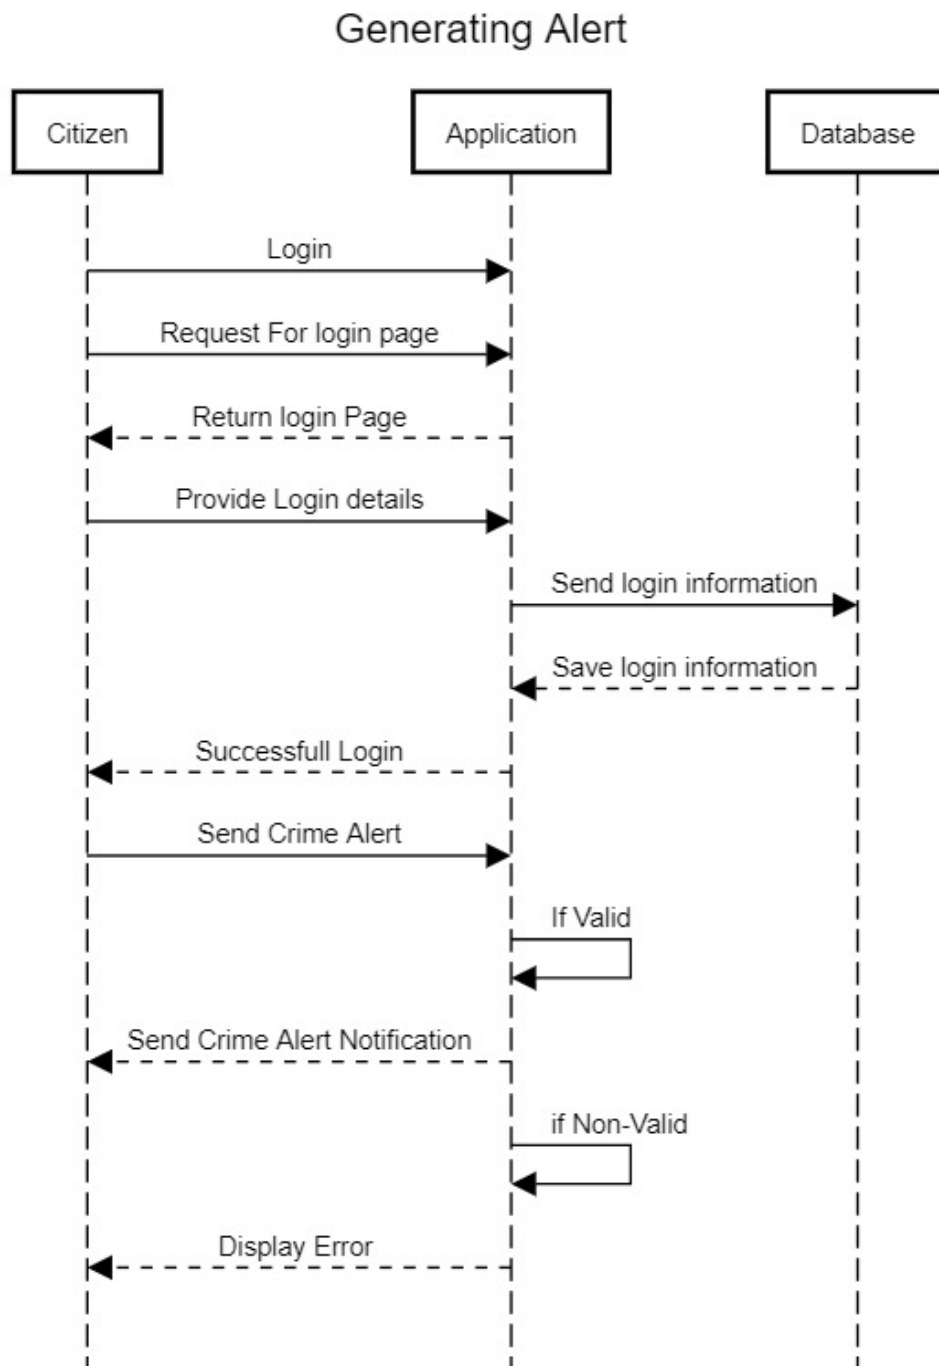 Generating Alert
Citizen
Application
Database
Login
Request For login page
Return login Page
Provide Login details
Send login information
Save login information
Successfull Login
Send Crime Alert
If Valid
Send Crime Alert Notification
if Non-Valid
Display Error